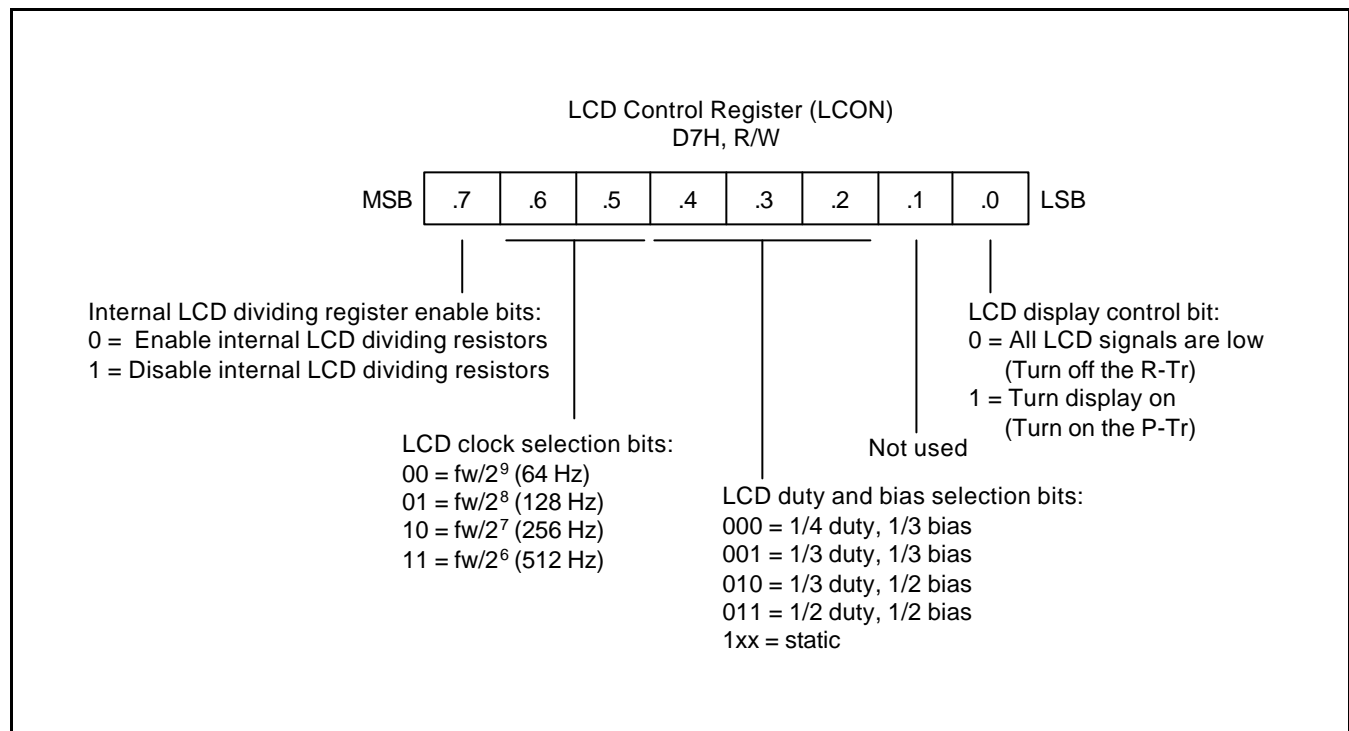 LCD Control Register (LCON)
D7H, R/W
MSB .7 .6 .5 .4 .3 .2 .1 .0 LSB
Internal LCD dividing register enable bits:
0 = Enable internal LCD dividing resistors
1 = Disable internal LCD dividing resistors
LCD clock selection bits:
00 = fw/2⁹ (64 Hz)
01 = fw/2⁸ (128 Hz)
10 = fw/2⁷ (256 Hz)
11 = fw/2⁶ (512 Hz)
LCD duty and bias selection bits:
000 = 1/4 duty, 1/3 bias
001 = 1/3 duty, 1/3 bias
010 = 1/3 duty, 1/2 bias
011 = 1/2 duty, 1/2 bias
1xx = static
Not used
LCD display control bit:
0 = All LCD signals are low
(Turn off the R-Tr)
1 = Turn display on
(Turn on the P-Tr)